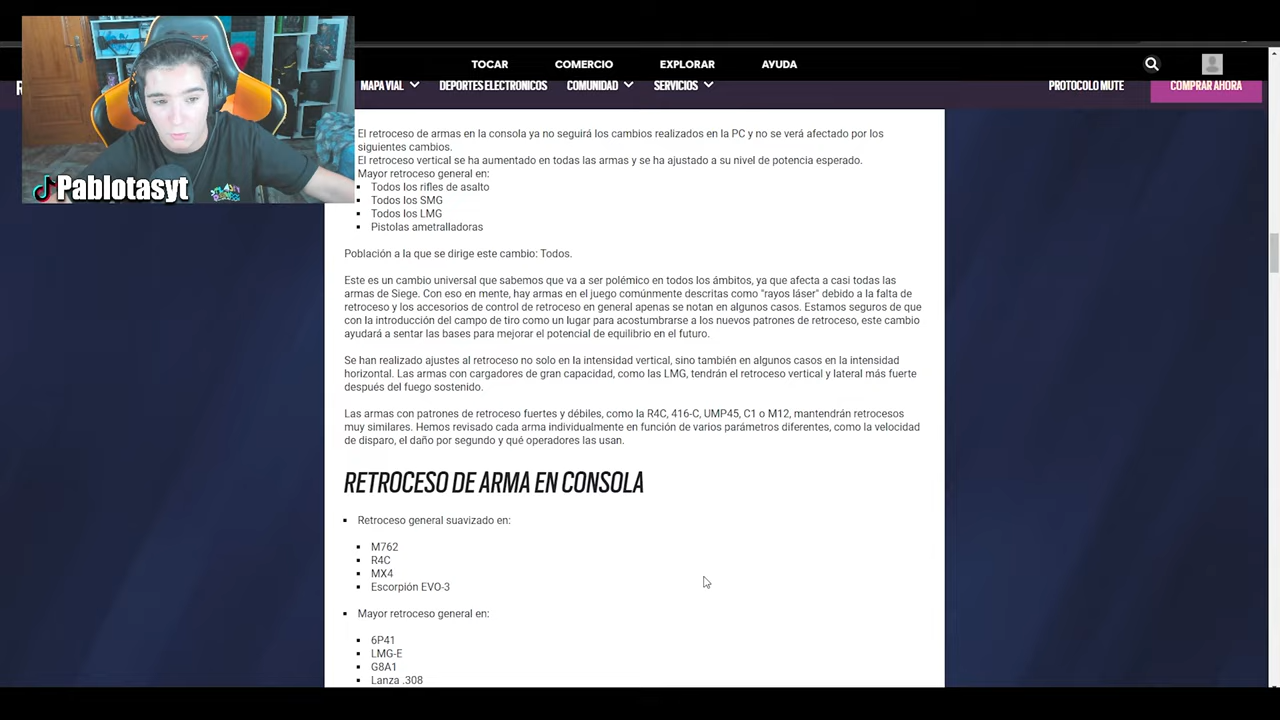 TOCAR COMERCIO EXPLORAR AYUDA
MAPA VIAL DEPORTES ELECTRONICOS COMUNIDAD SERVICIOS PROTOCOLO MUTE COMPRAR AHORA
Pablotasyt
El retroceso de armas en la consola ya no seguirá los cambios realizados en la PC y no se verá afectado por los
siguientes cambios.
El retroceso vertical se ha aumentado en todas las armas y se ha ajustado a su nivel de potencia esperado.
Mayor retroceso general en:
Todos los rifles de asalto
Todos los SMG
Todos los LMG
Pistolas ametralladoras
Población a la que se dirige este cambio: Todos.
Este es un cambio universal que sabemos que va a ser polémico en todos los ámbitos, ya que afecta a casi todas las
armas de Siege. Con eso en mente, hay armas en el juego comúnmente descritas como "rayos láser" debido a la falta de
retroceso y los accesorios de control de retroceso en general apenas se notan en algunos casos. Estamos seguros de que
con la introducción del campo de tiro como un lugar para acostumbrarse a los nuevos patrones de retroceso, este cambio
ayudará a sentar las bases para mejorar el potencial de equilibrio en el futuro.
Se han realizado ajustes al retroceso no solo en la intensidad vertical, sino también en algunos casos en la intensidad
horizontal. Las armas con cargadores de gran capacidad, como las LMG, tendrán el retroceso vertical y lateral más fuerte
después del fuego sostenido.
Las armas con patrones de retroceso fuertes y débiles, como la R4C, 416-C, UMP45, C1 o M12, mantendrán retrocesos
muy similares. Hemos revisado cada arma individualmente en función de varios parámetros diferentes, como la velocidad
de disparo, el daño por segundo y qué operadores las usan.
RETROCESO DE ARMA EN CONSOLA
Retroceso general suavizado en:
M762
R4C
MX4
Escorpión EVO-3
Mayor retroceso general en:
6P41
LMG-E
G8A1
Lanza .308